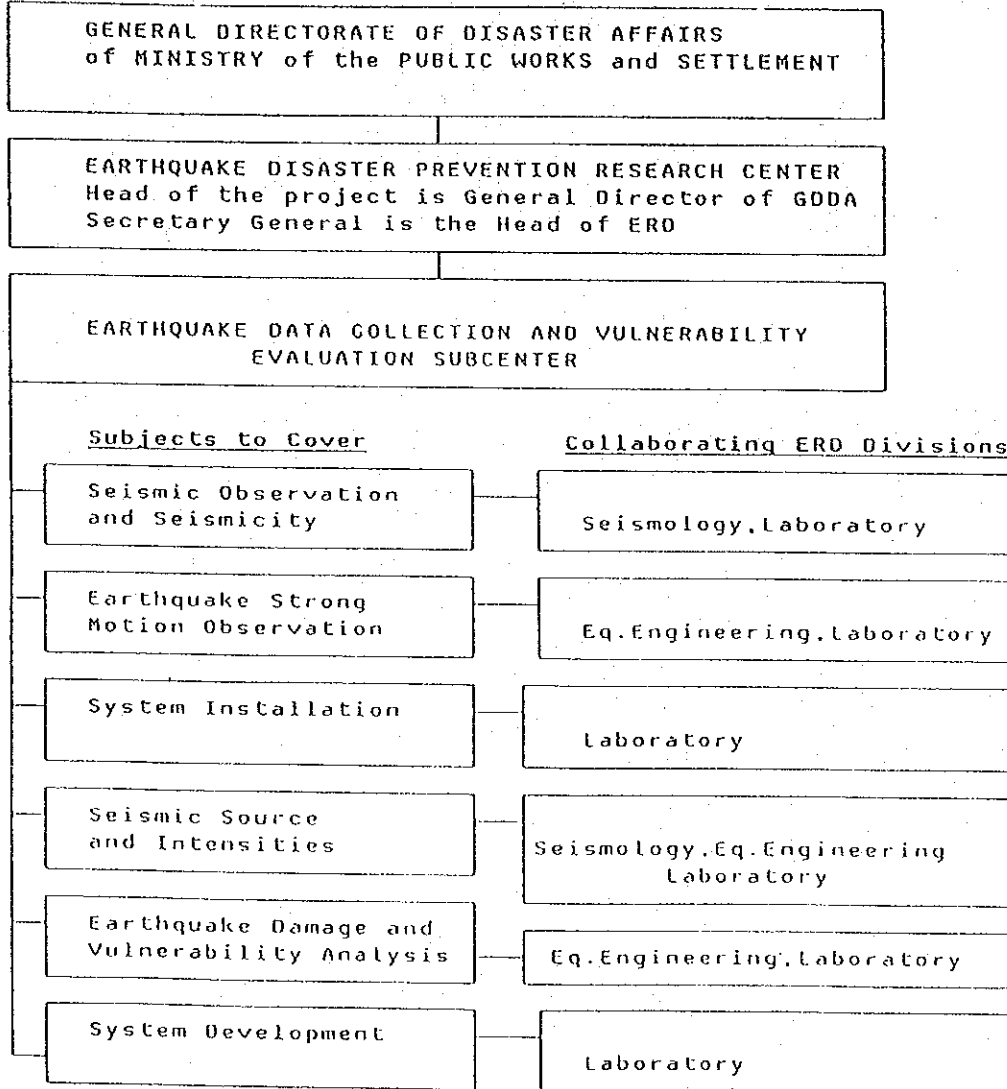 GENERAL DIRECTORATE OF DISASTER AFFAIRS
of MINISTRY of the PUBLIC WORKS and SETTLEMENT
EARTHQUAKE DISASTER PREVENTION RESEARCH CENTER
Head of the project is General Director of GDDA
Secretary General is the Head of ERD
EARTHQUAKE DATA COLLECTION AND VULNERABILITY
EVALUATION SUBCENTER
Subjects to Cover
Collaborating ERD Divisions
Seismic Observation
and Seismicity
Seismology,Laboratory
Earthquake Strong
Motion Observation
Eq.Engineering,Laboratory
System Installation
Laboratory
Seismic Source
and Intensities
Seismology,Eq.Engineering
Laboratory
Earthquake Damage and
Vulnerability Analysis
Eq.Engineering,Laboratory
System Development
Laboratory